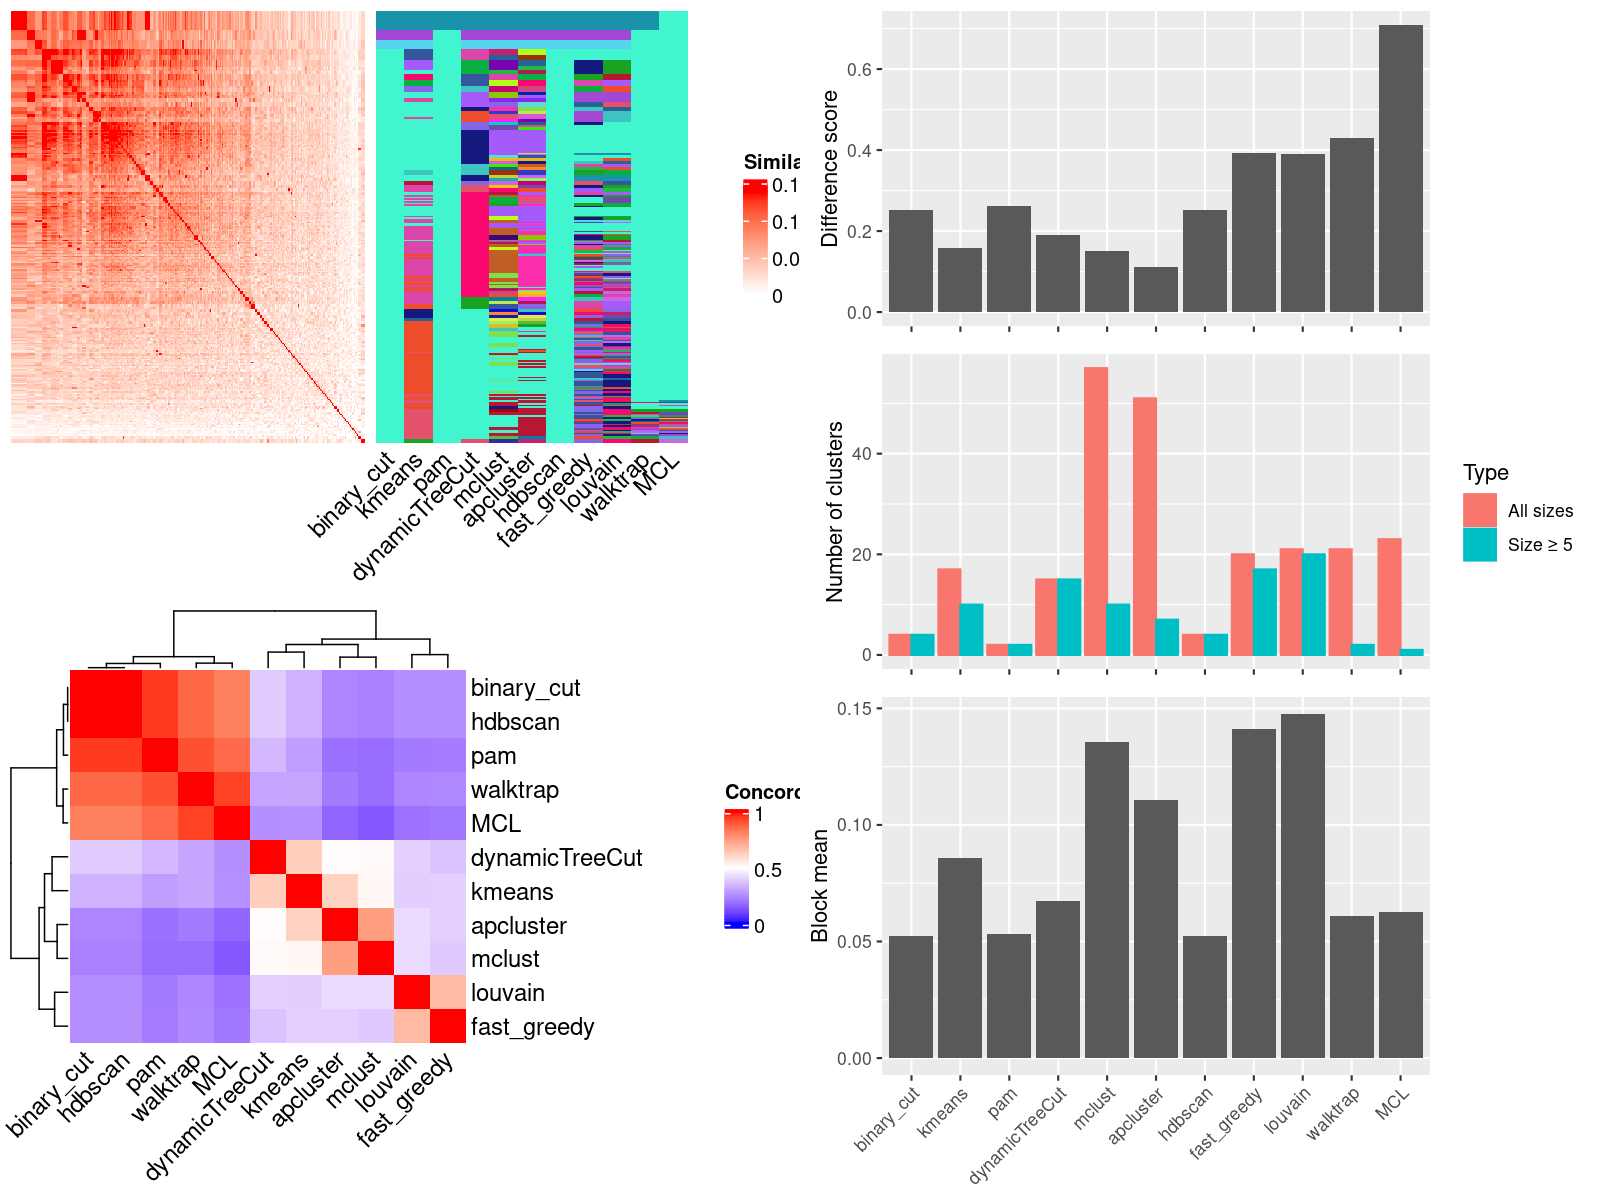 Simila
0.1
0.1
0.0
0
binary_cut
kmeans
pam
dynamicTreeCut
mclust
apcluster
hdbscan
fast_greedy
louvain
walktrap
MCL
binary_cut
hdbscan
pam
walktrap
MCL
dynamicTreeCut
kmeans
apcluster
mclust
louvain
fast_greedy
binary_cut
hdbscan
pam
walktrap
MCL
dynamicTreeCut
kmeans
apcluster
mclust
louvain
fast_greedy
Concord
1
0.5
0
Difference score
0.6
0.4
0.2
0.0
Number of clusters
40
20
0
Type
All sizes
Size ≥ 5
Block mean
0.15
0.10
0.05
0.00
binary_cut
kmeans
pam
dynamicTreeCut
mclust
apcluster
hdbscan
fast_greedy
louvain
walktrap
MCL